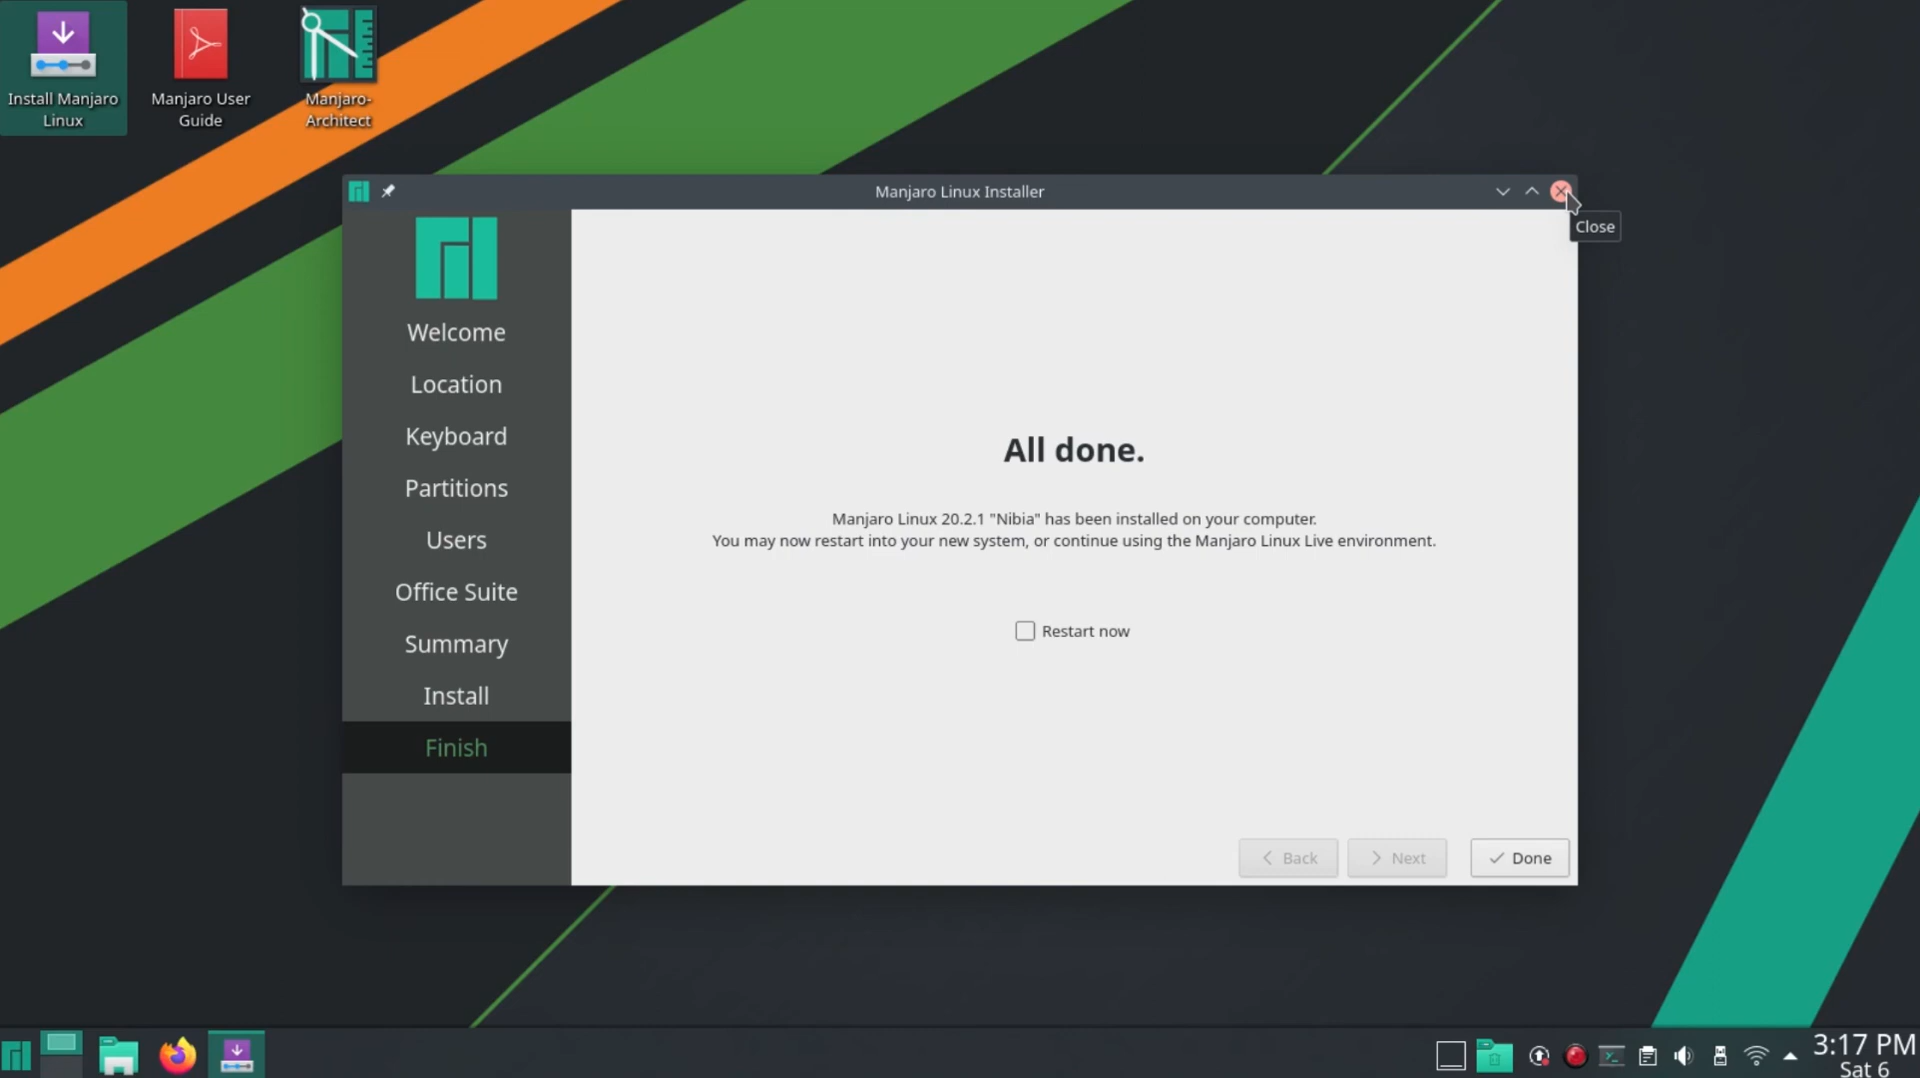 Install Manjaro
Linux
Manjaro User
Guide
Manjaro-
Architect
Manjaro Linux Installer
Close
Welcome
Location
Keyboard
Partitions
Users
Office Suite
Summary
Install
Finish
All done.
Manjaro Linux 20.2.1 "Nibia" has been installed on your computer.
You may now restart into your new system, or continue using the Manjaro Linux Live environment.
Restart now
Back
Next
Done
3:17 PM
Sat 6